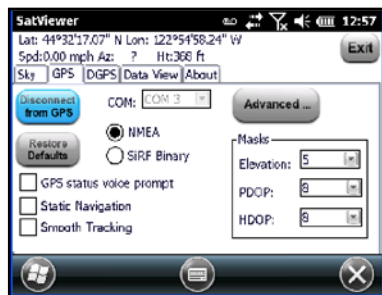 SatViewer 12:57
Lat: 44°32'17.07" N Lon: 122°54'58.24" W
Spd:0.00 mph Az: ? Ht:368 ft
Exit
Sky GPS DGPS Data View About
Disconnect from GPS
COM: COM 3
Advanced ...
NMEA
SiRF Binary
Restore Defaults
Masks
Elevation: 5
PDOP: 8
HDOP: 8
GPS status voice prompt
Static Navigation
Smooth Tracking